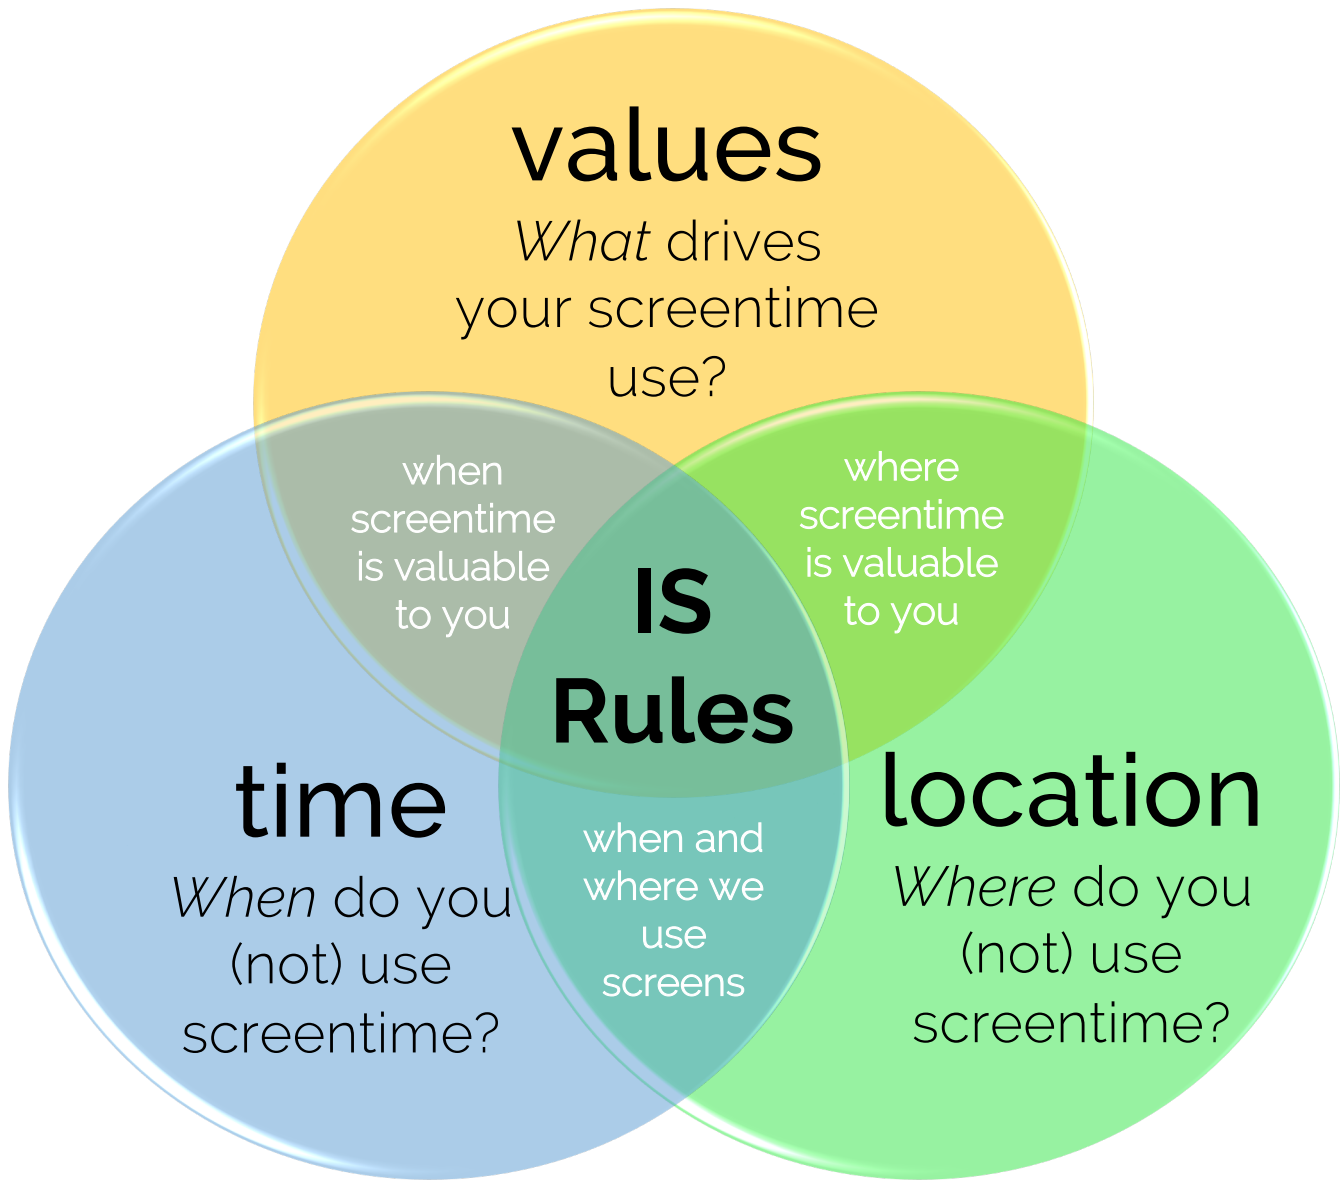 values
What drives
your screentime
use?
when
screentime
is valuable
to you
where
screentime
is valuable
to you
IS
Rules
time
When do you
(not) use
screentime?
location
Where do you
(not) use
screentime?
when and
where we
use
screens